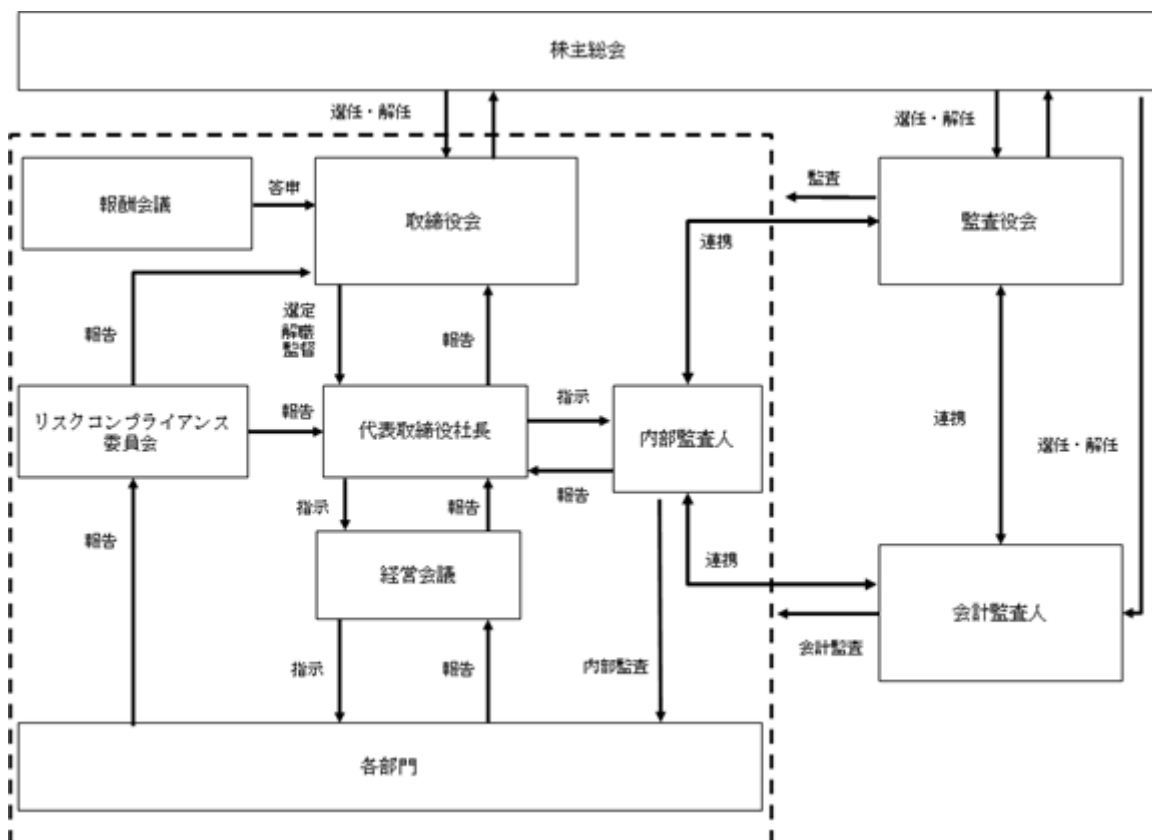 株主総会
選任・解任
選任・解任
報酬会議
答申
取締役会
監査
監査役会
連携
報告
選定
解職
監督
報告
リスクコンプライアンス
委員会
報告
代表取締役社長
指示
内部監査人
報告
連携
選任・解任
指示
報告
報告
経営会議
連携
会計監査人
会計監査
指示
報告
内部監査
各部門